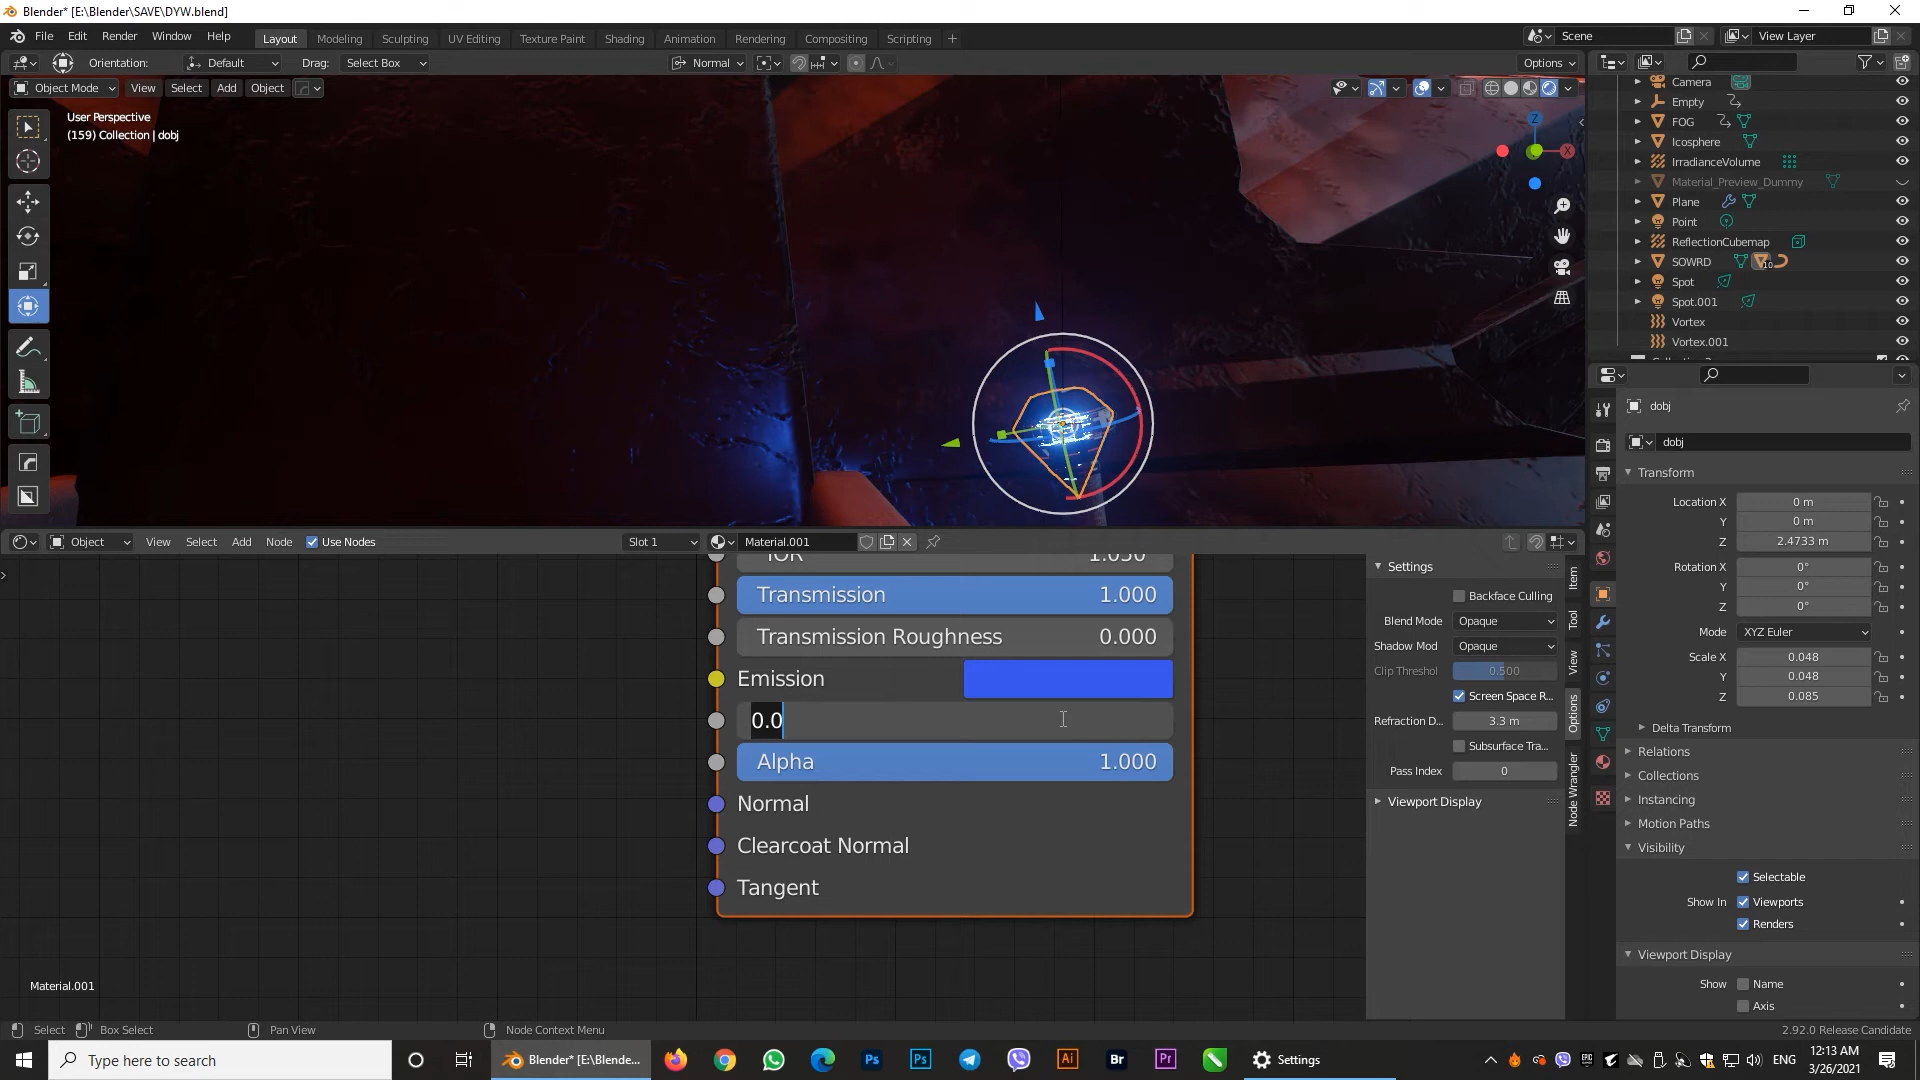 Blender* [E:\Blender\SAVE\DYW.blend]
File Edit Render Window Help
Layout Modeling Sculpting UV Editing Texture Paint Shading Animation Rendering Compositing Scripting +
Scene
View Layer
Orientation: Default Drag: Select Box Normal Options
Object Mode View Select Add Object
User Perspective
(159) Collection | dobj
Z
X
Camera
Empty
FOG
Icosphere
IrradianceVolume
Material_Preview_Dummy
Plane
Point
ReflectionCubemap
SOWRD 10
Spot
Spot.001
Vortex
Vortex.001
dobj
dobj
Transform
Location X 0 m
Y 0 m
Z 2.4733 m
Rotation X 0°
Y 0°
Z 0°
Mode XYZ Euler
Scale X 0.048
Y 0.048
Z 0.085
Delta Transform
Relations
Collections
Instancing
Motion Paths
Visibility
Selectable
Show In Viewports
Renders
Viewport Display
Show Name
Axis
Object View Select Add Node Use Nodes Slot 1 Material.001
IOR 1.050
Transmission 1.000
Transmission Roughness 0.000
Emission
0.0
Alpha 1.000
Normal
Clearcoat Normal
Tangent
Settings
Backface Culling
Blend Mode Opaque
Shadow Mod Opaque
Clip Threshol 0.500
Screen Space R...
Refraction D... 3.3 m
Subsurface Tra...
Pass Index 0
Viewport Display
Item
Tool
View
Options
Node Wrangler
Material.001
Select Box Select Pan View Node Context Menu 2.92.0 Release Candidate
Type here to search
Blender* [E:\Blende...
Ps
Ps
Ai
Br
Pr
Settings
ENG
12:13 AM
3/26/2021